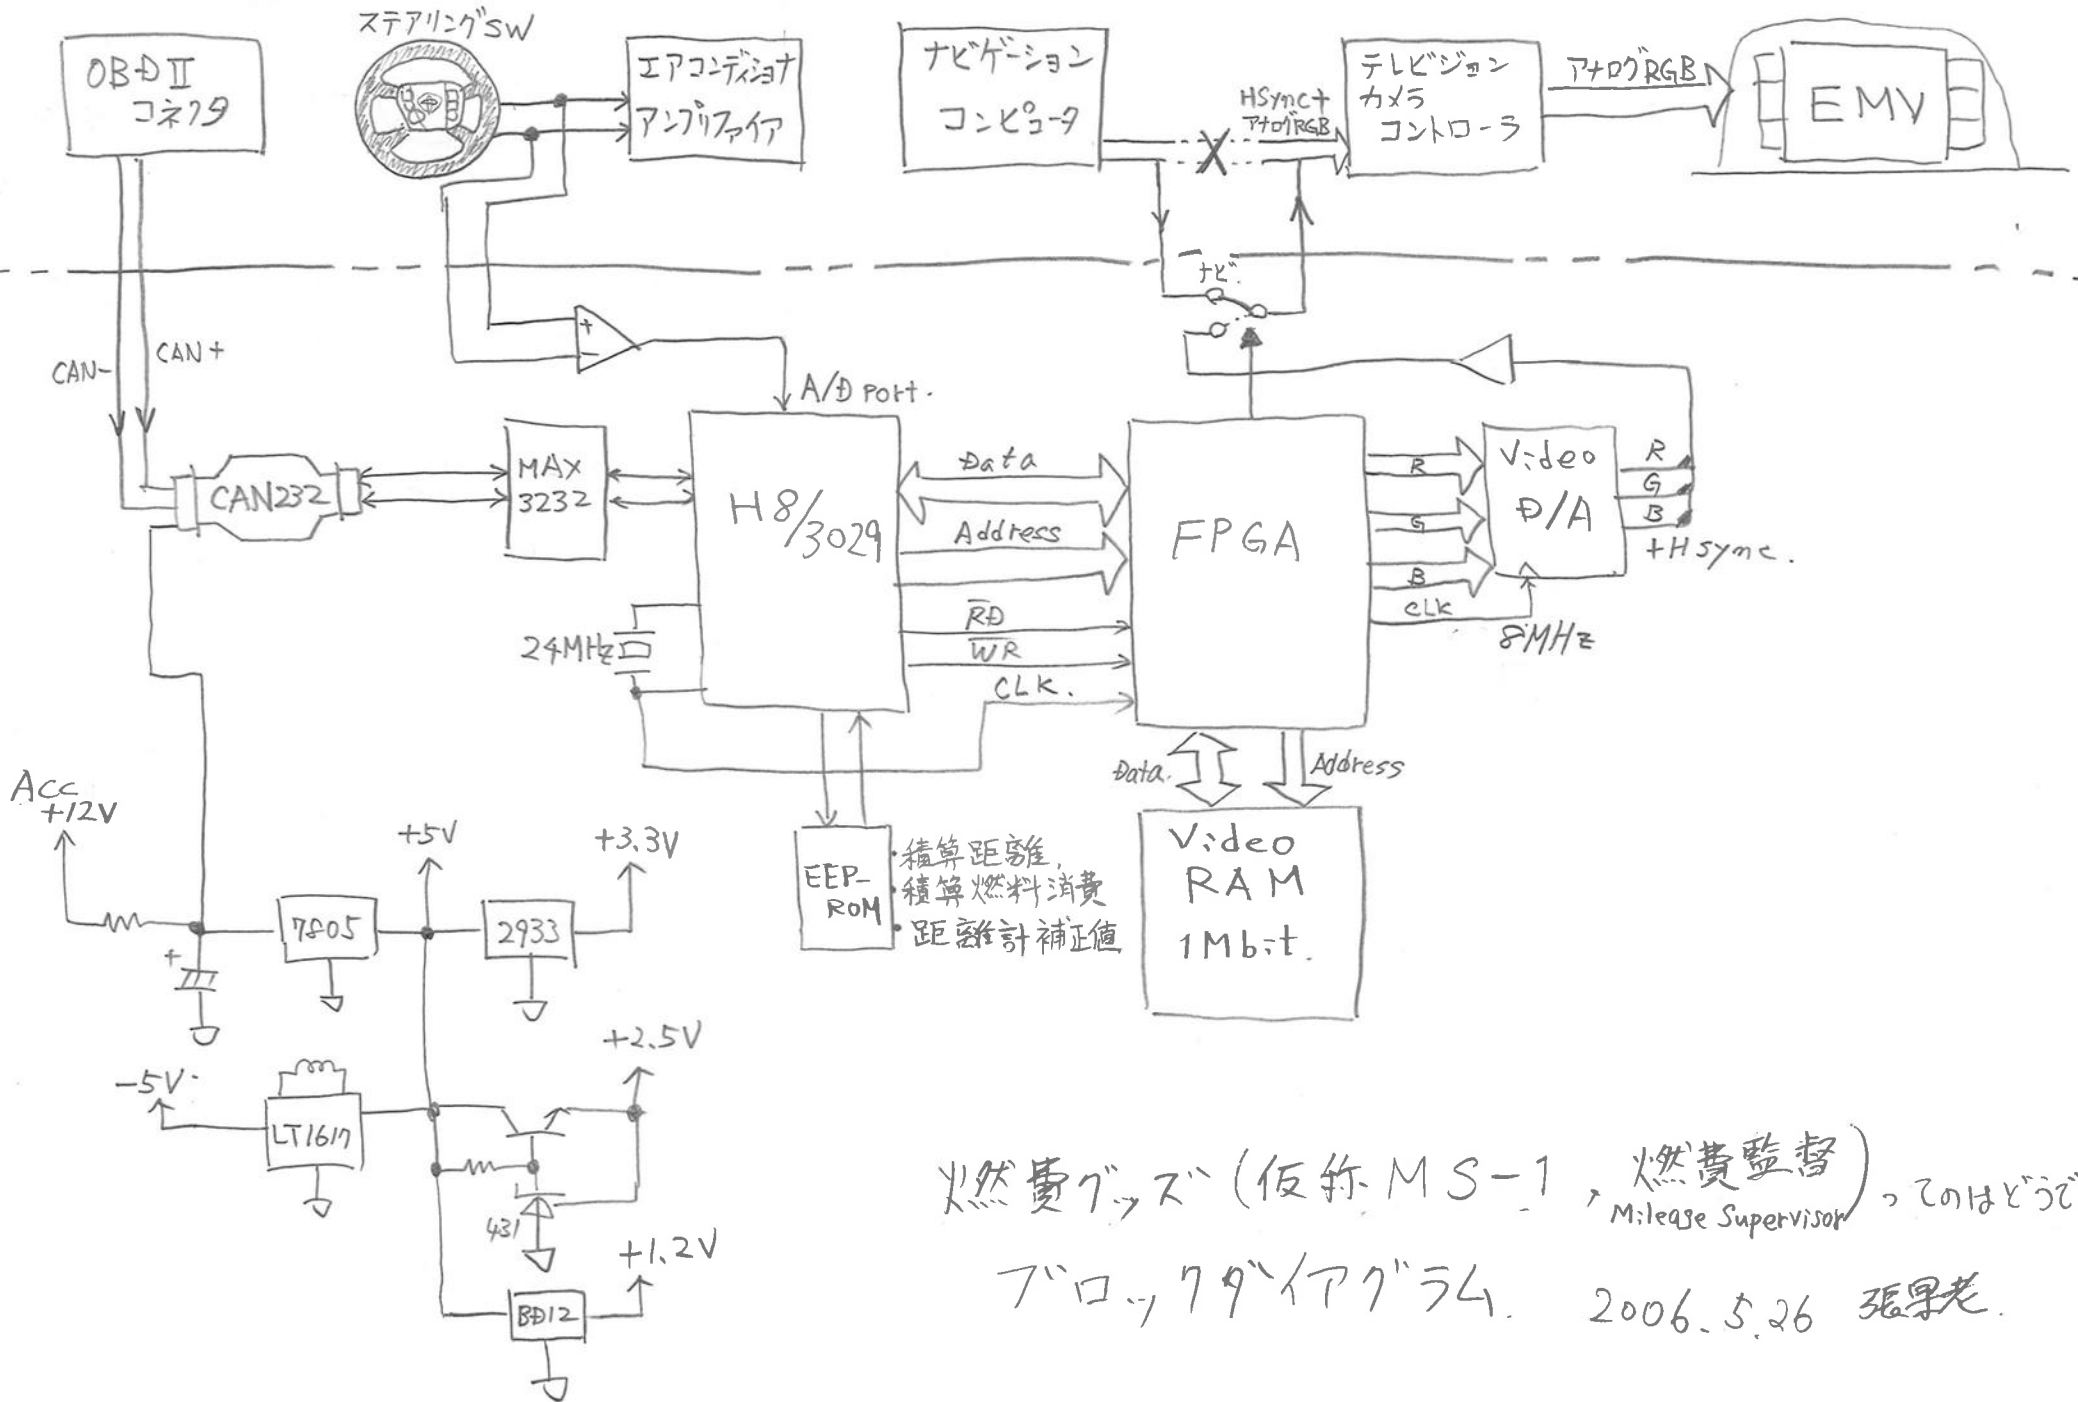 OBDⅡ
コネクタ
ステアリングSW
エアコンディショナ
アンプリファイア
ナビゲーション
コンピュータ
HSync+
アナログRGB
テレビジョン
カメラ
コントローラ
アナログRGB
EMV
ナビ
CAN-
CAN+
A/D Port.
CAN232
MAX
3232
H8/3029
Data
Address
RD
WR
CLK.
24MHz
FPGA
R
G
B
CLK
8MHz
Video
D/A
R
G
B
+Hsync.
Data
Address
Video
RAM
1Mbit.
EEP-
ROM
・積算距離,
・積算燃料消費
・距離計補正値
Acc
+12V
+5V
+3.3V
7805
2933
+
-5V
LT1617
+2.5V
431
+1.2V
BD12
燃費グッズ(仮称MS-1,燃費監督)ってのはどうで
Mileage Supervisor
ブロックダイアグラム.
2006.5.26 張果老.